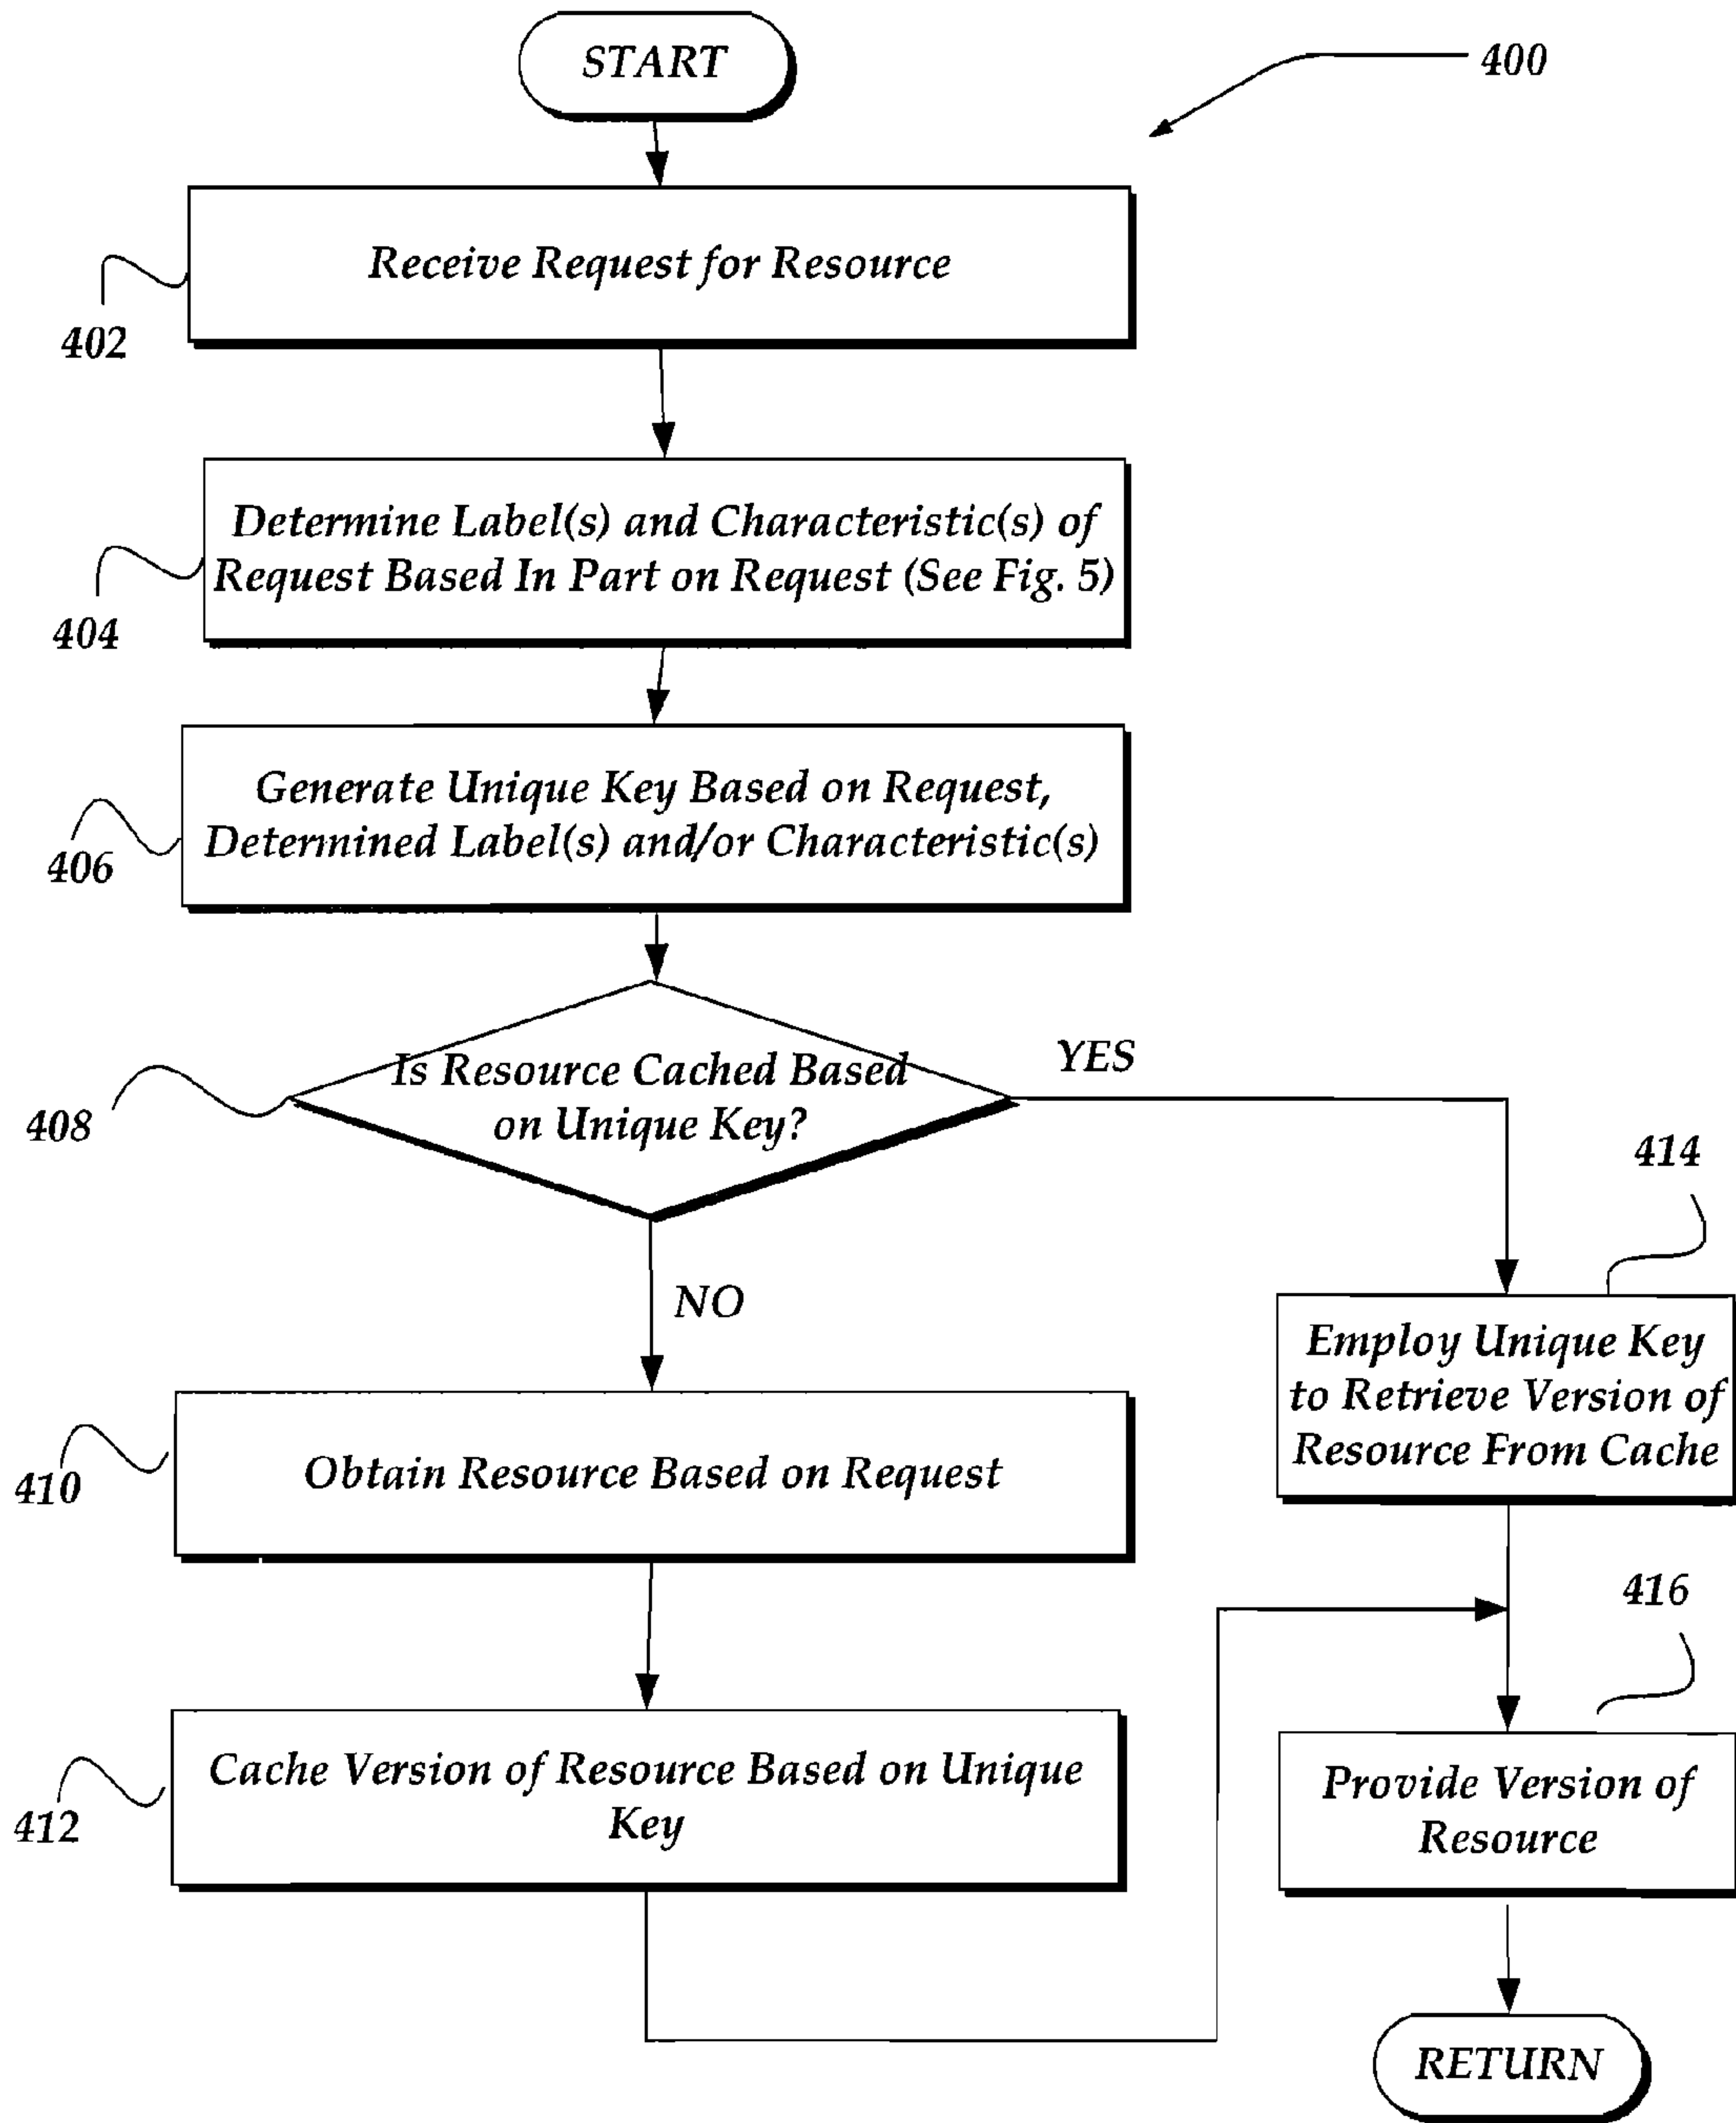 START
400
Receive Request for Resource
402
Determine Label(s) and Characteristic(s) of
Request Based In Part on Request (See Fig. 5)
404
Generate Unique Key Based on Request,
Determined Label(s) and/or Characteristic(s)
406
Is Resource Cached Based
on Unique Key?
YES
408
414
NO
Employ Unique Key
to Retrieve Version of
Resource From Cache
Obtain Resource Based on Request
410
416
Cache Version of Resource Based on Unique
Key
412
Provide Version of
Resource
RETURN